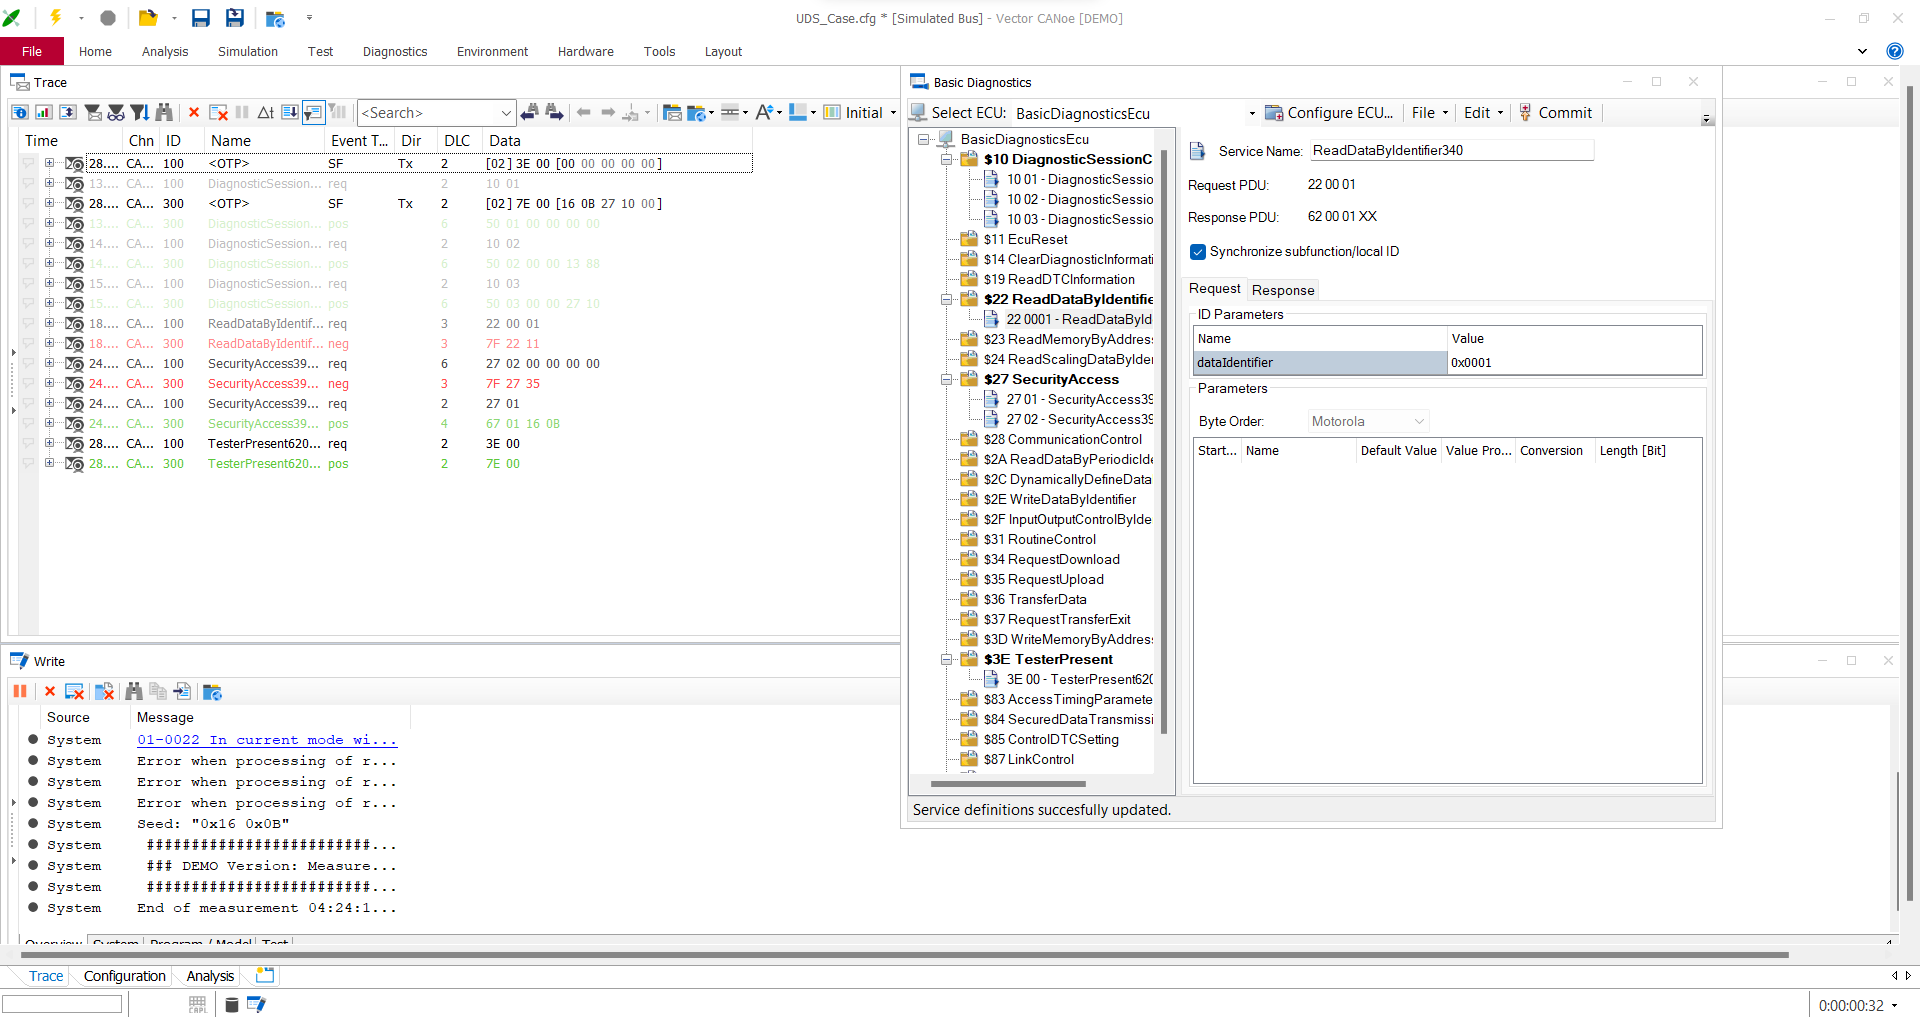 UDS_Case.cfg * [Simulated Bus] - Vector CANoe [DEMO]
File Home Analysis Simulation Test Diagnostics Environment Hardware Tools Layout
Trace
<Search> Initial
Time Chn ID Name Event T... Dir DLC Data
28.... CA... 100 <OTP> SF Tx 2 [02] 3E 00 [00 00 00 00 00]
13.... CA... 100 DiagnosticSession... req 2 10 01
28.... CA... 300 <OTP> SF Tx 2 [02] 7E 00 [16 0B 27 10 00]
13.... CA... 300 DiagnosticSession... pos 6 50 01 00 00 00 00
14.... CA... 100 DiagnosticSession... req 2 10 02
14.... CA... 300 DiagnosticSession... pos 6 50 02 00 00 13 88
15.... CA... 100 DiagnosticSession... req 2 10 03
15.... CA... 300 DiagnosticSession... pos 6 50 03 00 00 27 10
18.... CA... 100 ReadDataByIdentif... req 3 22 00 01
18.... CA... 300 ReadDataByIdentif... neg 3 7F 22 11
24.... CA... 100 SecurityAccess39... req 6 27 02 00 00 00 00
24.... CA... 300 SecurityAccess39... neg 3 7F 27 35
24.... CA... 100 SecurityAccess39... req 2 27 01
24.... CA... 300 SecurityAccess39... pos 4 67 01 16 0B
28.... CA... 100 TesterPresent620... req 2 3E 00
28.... CA... 300 TesterPresent620... pos 2 7E 00
Write
Source Message
System 01-0022 In current mode wi...
System Error when processing of r...
System Error when processing of r...
System Error when processing of r...
System Seed: "0x16 0x0B"
System #########################...
System ### DEMO Version: Measure...
System #########################...
System End of measurement 04:24:1...
Overview System Program / Model Test
Basic Diagnostics
Select ECU: BasicDiagnosticsEcu Configure ECU... File Edit Commit
BasicDiagnosticsEcu
$10 DiagnosticSessionC
10 01 - DiagnosticSessio
10 02 - DiagnosticSessio
10 03 - DiagnosticSessio
$11 EcuReset
$14 ClearDiagnosticInformati
$19 ReadDTCInformation
$22 ReadDataByIdentifie
22 0001 - ReadDataById
$23 ReadMemoryByAddres
$24 ReadScalingDataByIder
$27 SecurityAccess
27 01 - SecurityAccess39
27 02 - SecurityAccess39
$28 CommunicationControl
$2A ReadDataByPeriodicIde
$2C DynamicallyDefineData
$2E WriteDataByIdentifier
$2F InputOutputControlByIde
$31 RoutineControl
$34 RequestDownload
$35 RequestUpload
$36 TransferData
$37 RequestTransferExit
$3D WriteMemoryByAddres
$3E TesterPresent
3E 00 - TesterPresent620
$83 AccessTimingParamete
$84 SecuredDataTransmissi
$85 ControlDTCSetting
$87 LinkControl
Service Name: ReadDataByIdentifier340
Request PDU: 22 00 01
Response PDU: 62 00 01 XX
Synchronize subfunction/local ID
Request Response
ID Parameters
Name Value
dataIdentifier 0x0001
Parameters
Byte Order: Motorola
Start... Name Default Value Value Pro... Conversion Length [Bit]
Service definitions succesfully updated.
Trace Configuration Analysis
CAPL
0:00:00:32